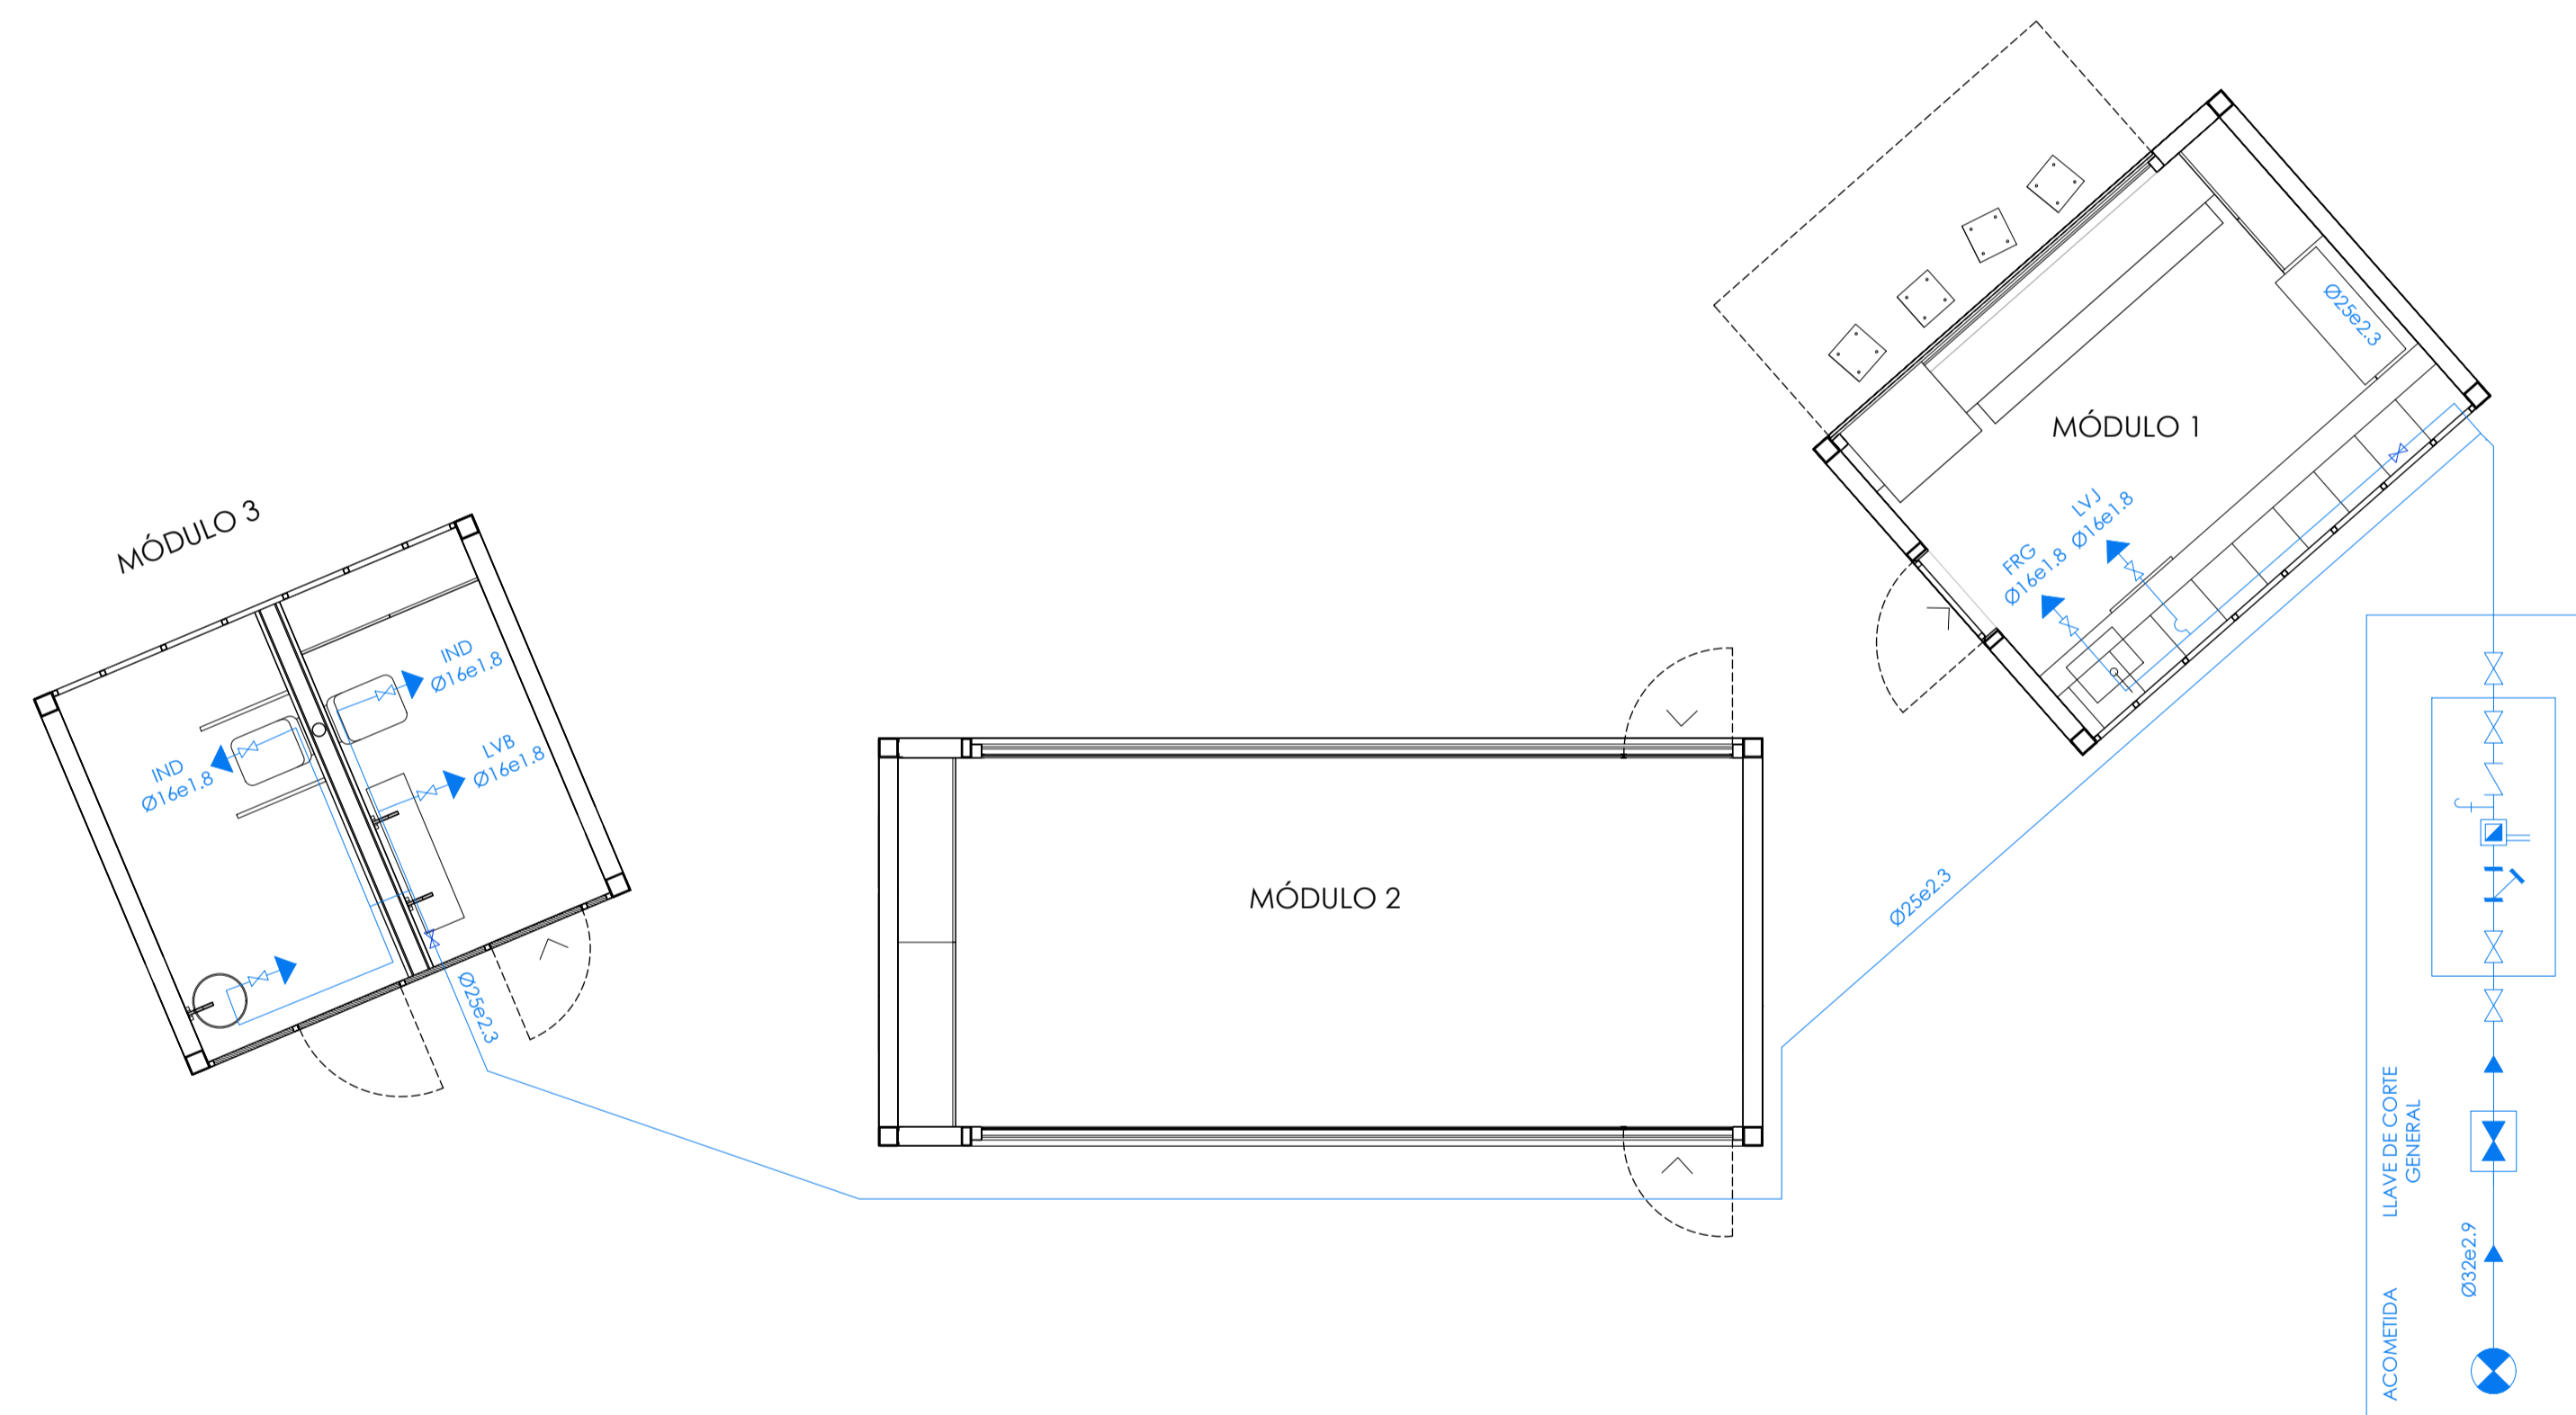 MÓDULO 1
Ø25e2.3
LVJ
Ø16e1.8
FRG
Ø16e1.8
MÓDULO 3
IND
Ø16e1.8
LVB
Ø16e1.8
IND
Ø16e1.8
Ø25e2.3
MÓDULO 2
Ø25e2.3
LLAVE DE CORTE
GENERAL
Ø32e2.9
ACOMETIDA